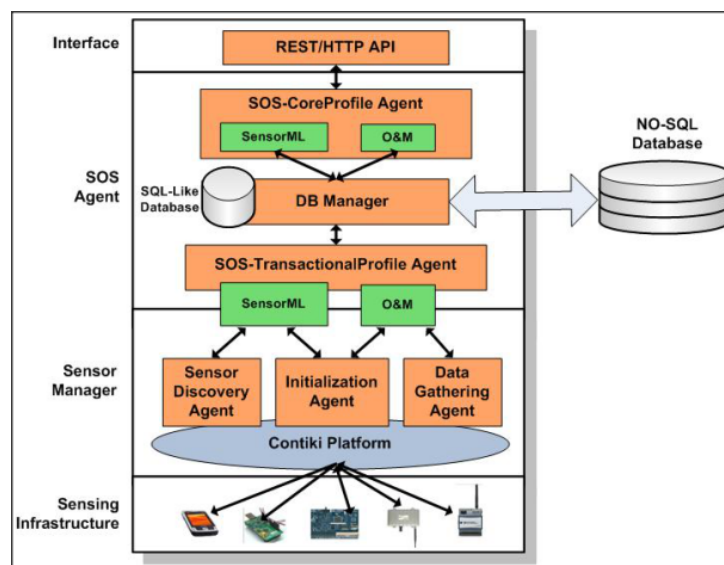 Interface
REST/HTTP API
SOS-CoreProfile Agent
SensorML
O&M
NO-SQL
Database
SOS
Agent
SQL-Like
Database
DB Manager
SOS-TransactionalProfile Agent
SensorML
O&M
Sensor
Manager
Sensor
Discovery
Agent
Initialization
Agent
Data
Gathering
Agent
Contiki Platform
Sensing
Infrastructure